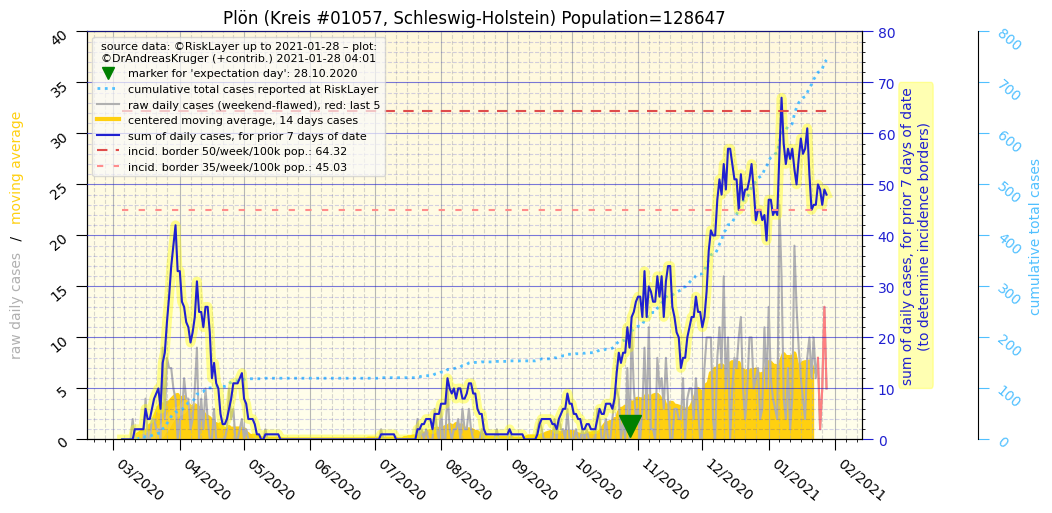 Plön (Kreis #01057, Schleswig-Holstein) Population=128647
source data: ©RiskLayer up to 2021-01-28 – plot:
©DrAndreasKruger (+contrib.) 2021-01-28 04:01
marker for 'expectation day': 28.10.2020
cumulative total cases reported at RiskLayer
raw daily cases (weekend-flawed), red: last 5
centered moving average, 14 days cases
sum of daily cases, for prior 7 days of date
incid. border 50/week/100k pop.: 64.32
incid. border 35/week/100k pop.: 45.03
raw daily cases / moving average
40
35
30
25
20
15
10
5
0
80
70
60
50
40
30
20
10
0
sum of daily cases, for prior 7 days of date
(to determine incidence borders)
800
700
600
500
400
300
200
100
0
cumulative total cases
03/2020
04/2020
05/2020
06/2020
07/2020
08/2020
09/2020
10/2020
11/2020
12/2020
01/2021
02/2021